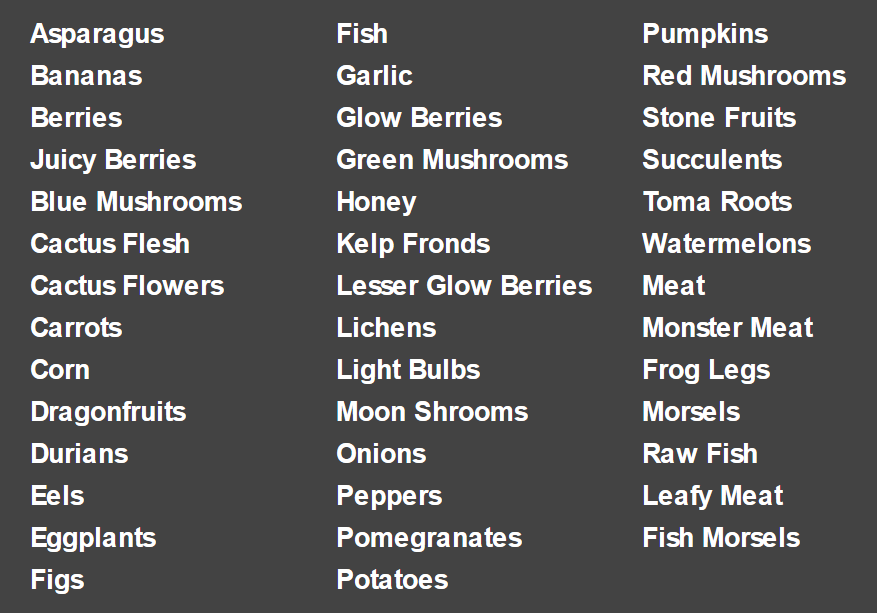 Asparagus
Bananas
Berries
Juicy Berries
Blue Mushrooms
Cactus Flesh
Cactus Flowers
Carrots
Corn
Dragonfruits
Durians
Eels
Eggplants
Figs
Fish
Garlic
Glow Berries
Green Mushrooms
Honey
Kelp Fronds
Lesser Glow Berries
Lichens
Light Bulbs
Moon Shrooms
Onions
Peppers
Pomegranates
Potatoes
Pumpkins
Red Mushrooms
Stone Fruits
Succulents
Toma Roots
Watermelons
Meat
Monster Meat
Frog Legs
Morsels
Raw Fish
Leafy Meat
Fish Morsels